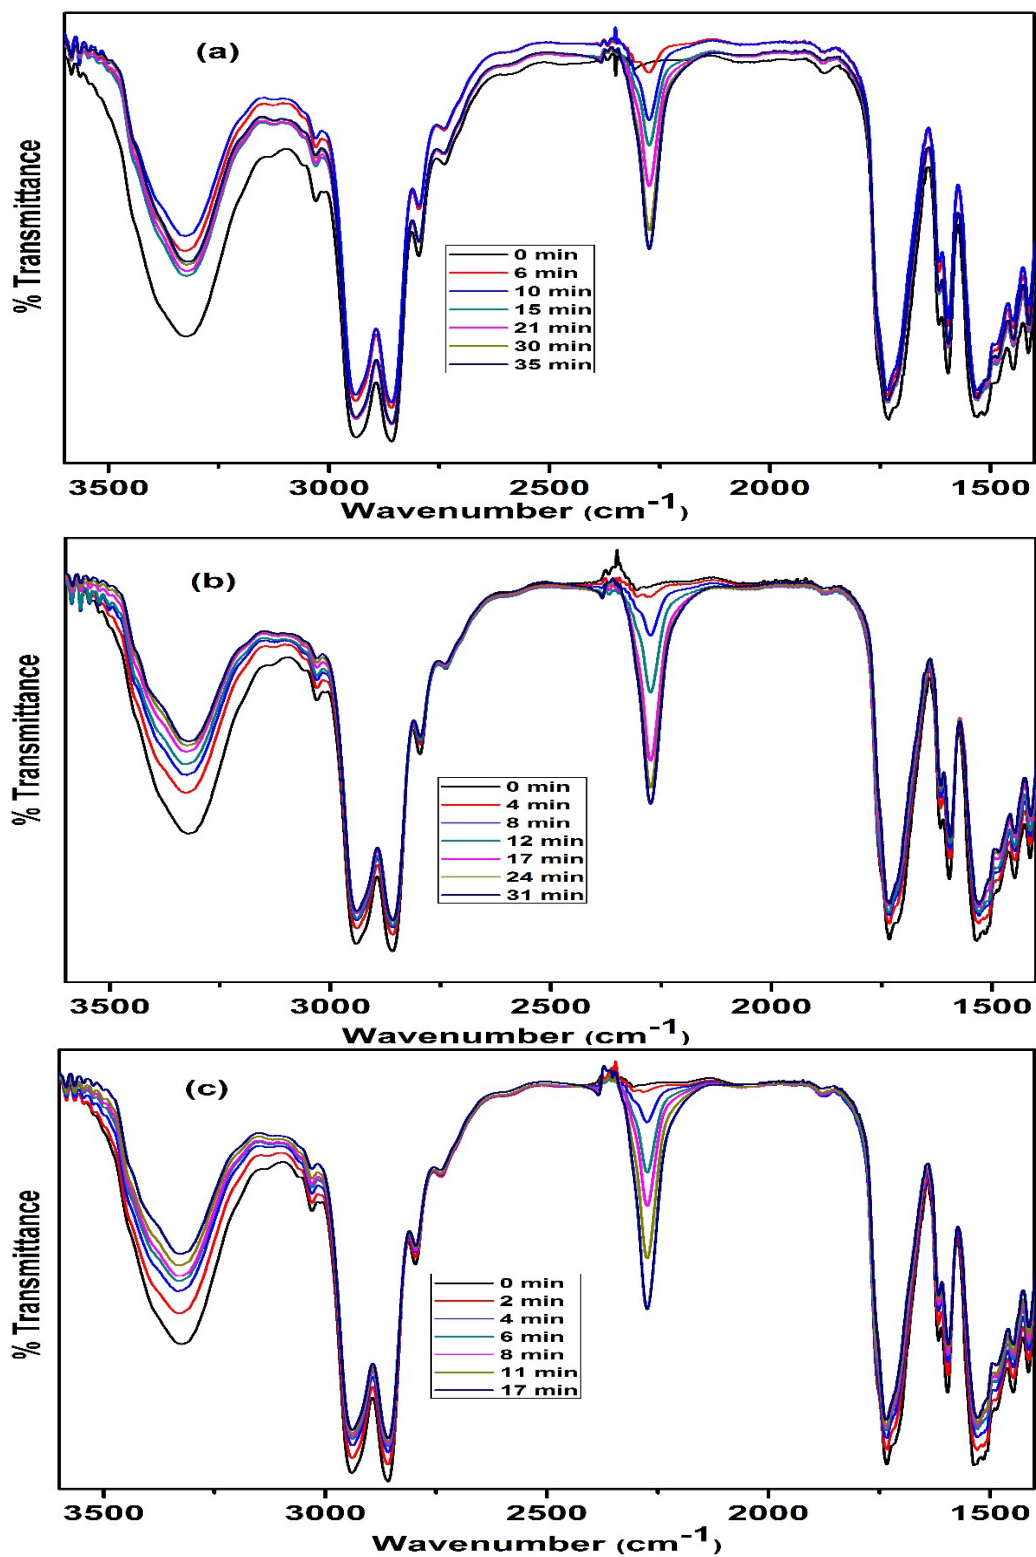 (a)
% Transmittance
0 min
6 min
10 min
15 min
21 min
30 min
35 min
3500 3000 2500 2000 1500
Wavenumber (cm⁻¹)
(b)
% Transmittance
0 min
4 min
8 min
12 min
17 min
24 min
31 min
3500 3000 2500 2000 1500
Wavenumber (cm⁻¹)
(c)
% Transmittance
0 min
2 min
4 min
6 min
8 min
11 min
17 min
3500 3000 2500 2000 1500
Wavenumber (cm⁻¹)